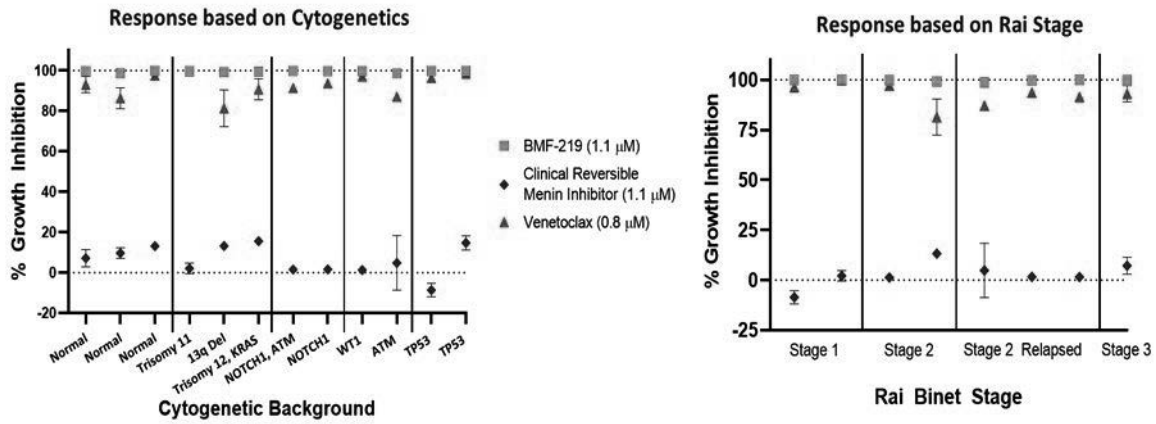 Response based on Cytogenetics
% Growth Inhibition
100
80
60
40
20
0
-20
Normal
Normal
Normal
Trisomy 11
13q Del
Trisomy 12, KRAS
NOTCH1, ATM
NOTCH1
WT1
ATM
TP53
TP53
Cytogenetic Background
BMF-219 (1.1 μM)
Clinical Reversible
Menin Inhibitor (1.1 μM)
Venetoclax (0.8 μM)
Response based on Rai Stage
% Growth Inhibition
100
75
50
25
0
-25
Stage 1
Stage 2
Stage 2 Relapsed
Stage 3
Rai Binet Stage